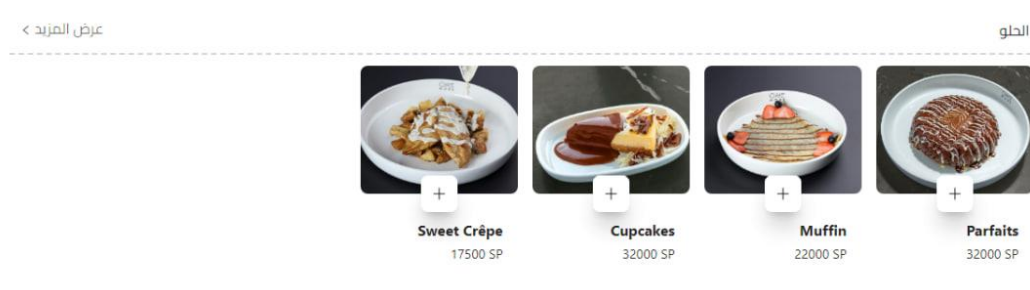 الحلو
عرض المزيد >
Parfaits
32000 SP
Muffin
22000 SP
Cupcakes
32000 SP
Sweet Crêpe
17500 SP